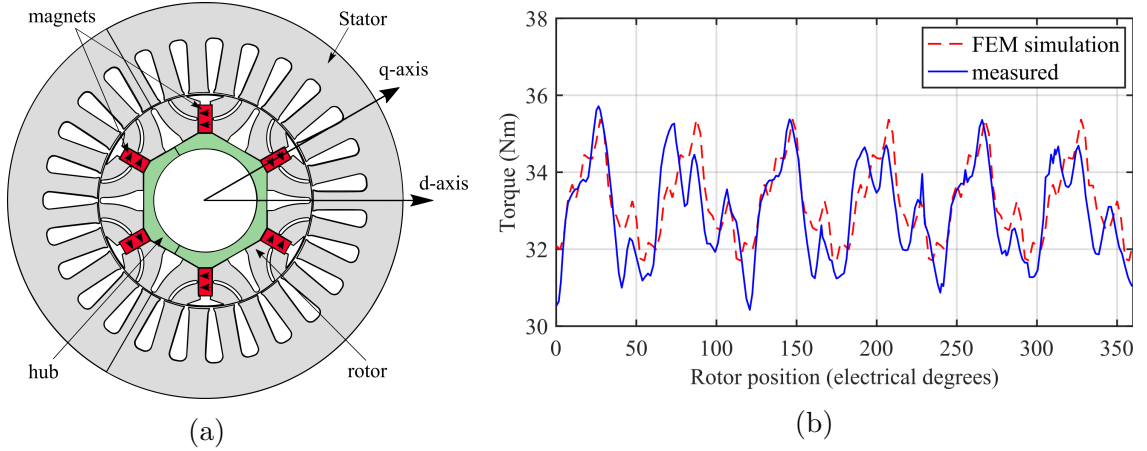 magnets
Stator
q-axis
d-axis
hub
rotor
(a)
Torque (Nm)
38
36
34
32
30
FEM simulation
measured
0 50 100 150 200 250 300 350
Rotor position (electrical degrees)
(b)